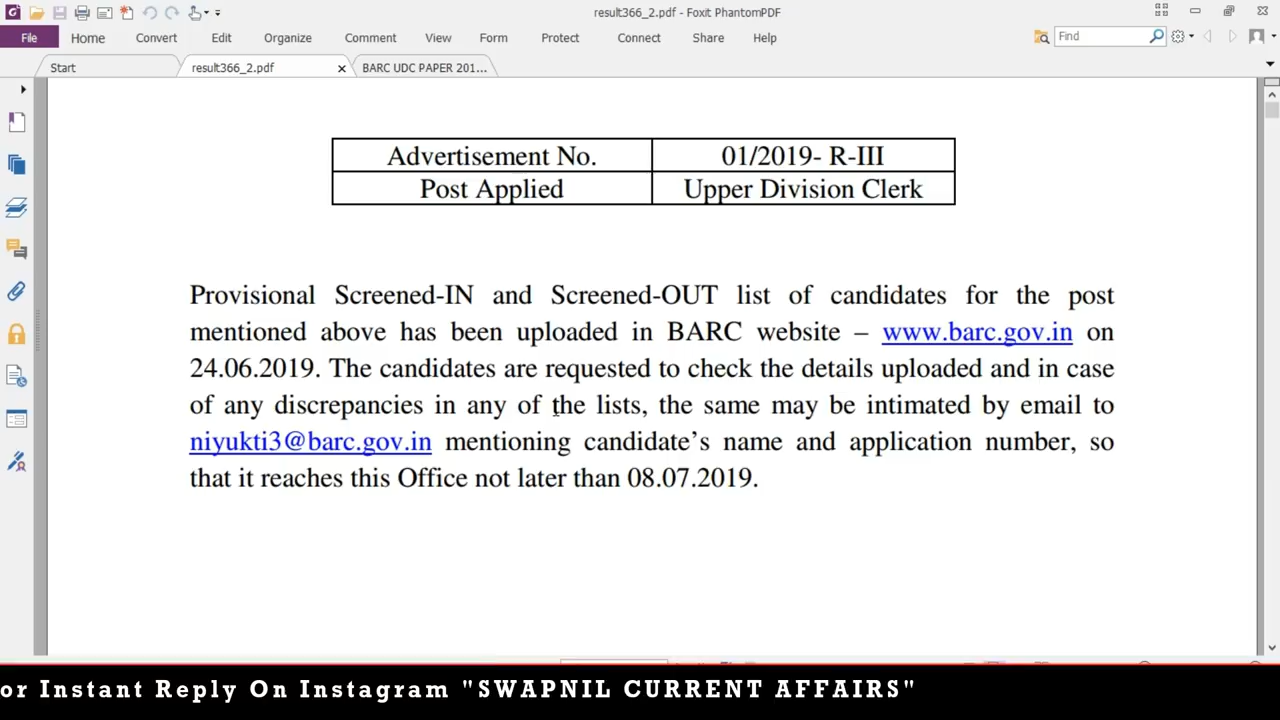 result366_2.pdf - Foxit PhantomPDF
File Home Convert Edit Organize Comment View Form Protect Connect Share Help Find
Start result366_2.pdf BARC UDC PAPER 201...
Advertisement No. 01/2019- R-III
Post Applied Upper Division Clerk
Provisional Screened-IN and Screened-OUT list of candidates for the post
mentioned above has been uploaded in BARC website – www.barc.gov.in on
24.06.2019. The candidates are requested to check the details uploaded and in case
of any discrepancies in any of the lists, the same may be intimated by email to
niyukti3@barc.gov.in mentioning candidate’s name and application number, so
that it reaches this Office not later than 08.07.2019.
or Instant Reply On Instagram "SWAPNIL CURRENT AFFAIRS"